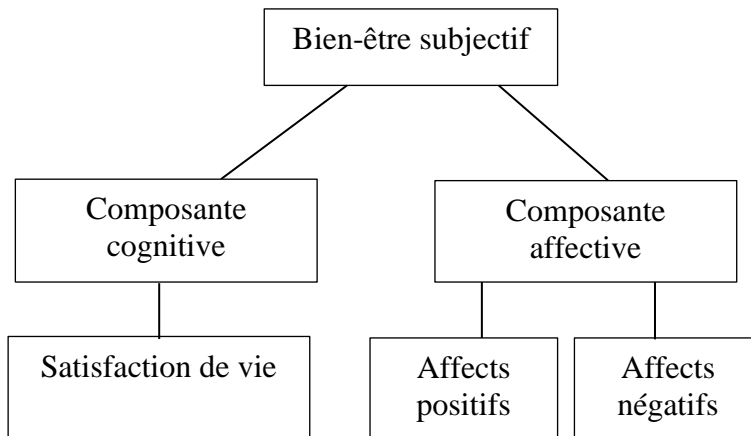 Bien-être subjectif
Composante
cognitive
Composante
affective
Satisfaction de vie
Affects
positifs
Affects
négatifs